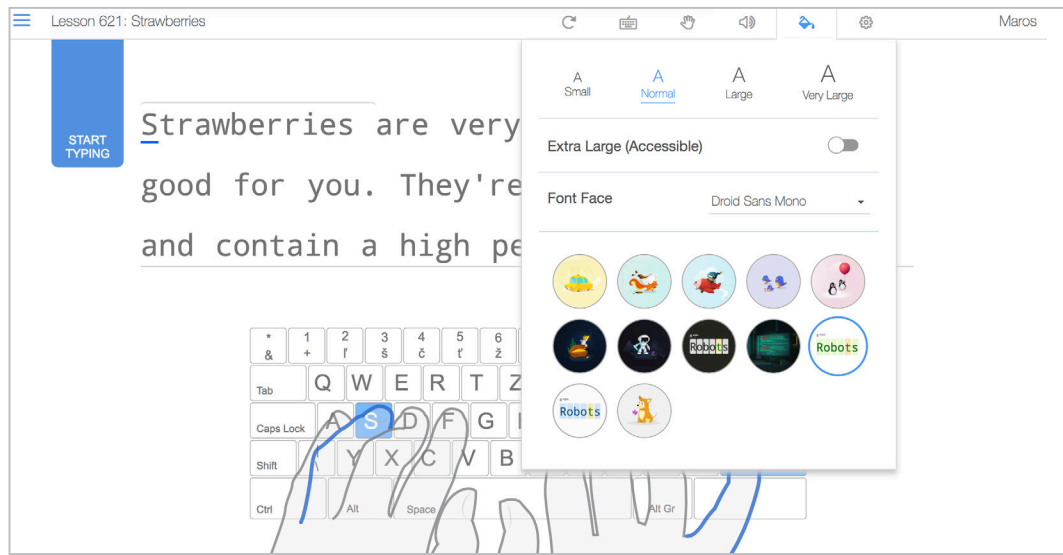 Lesson 621: Strawberries
Maros
START
TYPING
Strawberries are very
good for you. They're
and contain a high pe
A A A A
Small Normal Large Very Large
Extra Large (Accessible)
Font Face Droid Sans Mono
Robots Robots
Robots
* 1 2 3 4 5 6
& + ľ š č ť ž
Tab Q W E R T Z
Caps Lock A S D F G
Shift \ Y X C V B
Ctrl Alt Space Alt Gr